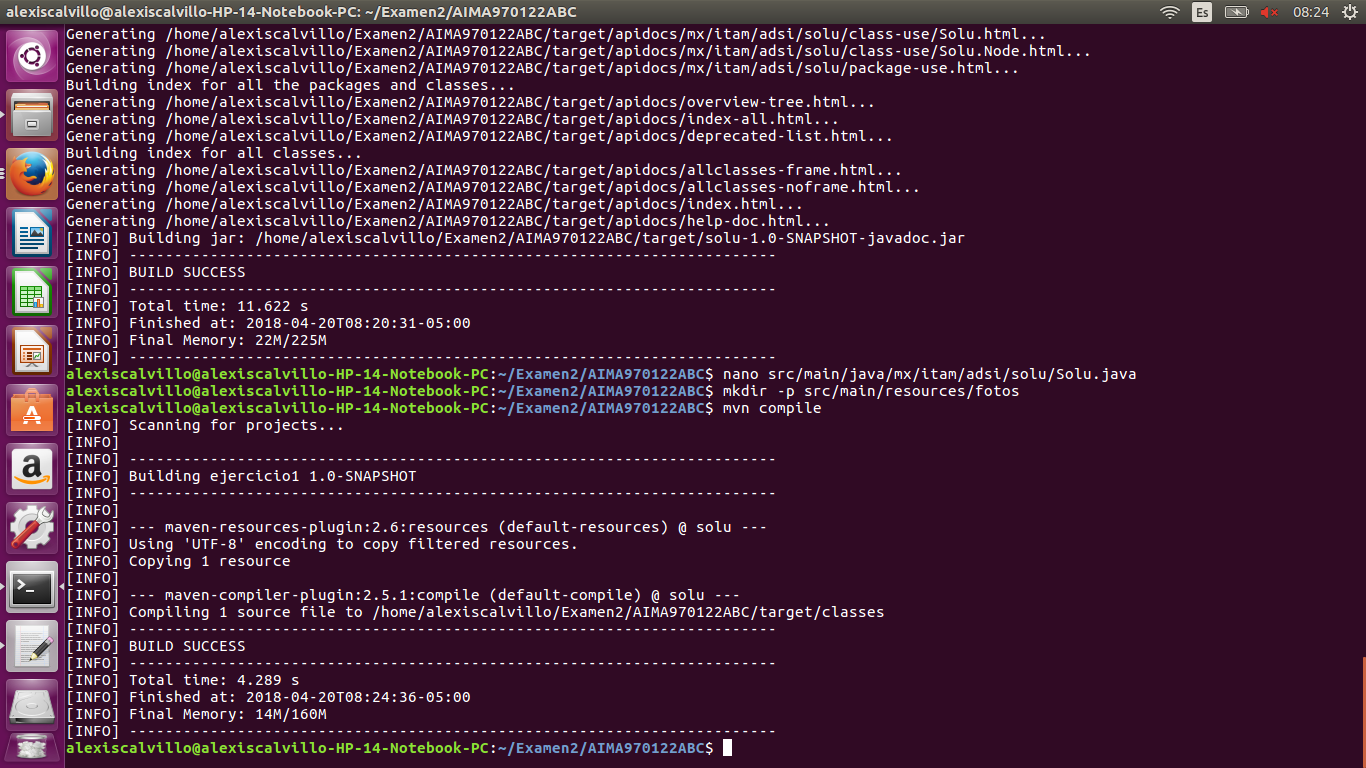 alexiscalvillo@alexiscalvillo-HP-14-Notebook-PC: ~/Examen2/AIMA970122ABC
Es
08:24
Generating /home/alexiscalvillo/Examen2/AIMA970122ABC/target/apidocs/mx/itam/adsi/solu/class-use/Solu.html...
Generating /home/alexiscalvillo/Examen2/AIMA970122ABC/target/apidocs/mx/itam/adsi/solu/class-use/Solu.Node.html...
Generating /home/alexiscalvillo/Examen2/AIMA970122ABC/target/apidocs/mx/itam/adsi/solu/package-use.html...
Building index for all the packages and classes...
Generating /home/alexiscalvillo/Examen2/AIMA970122ABC/target/apidocs/overview-tree.html...
Generating /home/alexiscalvillo/Examen2/AIMA970122ABC/target/apidocs/index-all.html...
Generating /home/alexiscalvillo/Examen2/AIMA970122ABC/target/apidocs/deprecated-list.html...
Building index for all classes...
Generating /home/alexiscalvillo/Examen2/AIMA970122ABC/target/apidocs/allclasses-frame.html...
Generating /home/alexiscalvillo/Examen2/AIMA970122ABC/target/apidocs/allclasses-noframe.html...
Generating /home/alexiscalvillo/Examen2/AIMA970122ABC/target/apidocs/index.html...
Generating /home/alexiscalvillo/Examen2/AIMA970122ABC/target/apidocs/help-doc.html...
[INFO] Building jar: /home/alexiscalvillo/Examen2/AIMA970122ABC/target/solu-1.0-SNAPSHOT-javadoc.jar
[INFO] ------------------------------------------------------------------------
[INFO] BUILD SUCCESS
[INFO] ------------------------------------------------------------------------
[INFO] Total time: 11.622 s
[INFO] Finished at: 2018-04-20T08:20:31-05:00
[INFO] Final Memory: 22M/225M
[INFO] ------------------------------------------------------------------------
alexiscalvillo@alexiscalvillo-HP-14-Notebook-PC:~/Examen2/AIMA970122ABC$ nano src/main/java/mx/itam/adsi/solu/Solu.java
alexiscalvillo@alexiscalvillo-HP-14-Notebook-PC:~/Examen2/AIMA970122ABC$ mkdir -p src/main/resources/fotos
alexiscalvillo@alexiscalvillo-HP-14-Notebook-PC:~/Examen2/AIMA970122ABC$ mvn compile
[INFO] Scanning for projects...
[INFO]
[INFO] ------------------------------------------------------------------------
[INFO] Building ejercicio1 1.0-SNAPSHOT
[INFO] ------------------------------------------------------------------------
[INFO]
[INFO] --- maven-resources-plugin:2.6:resources (default-resources) @ solu ---
[INFO] Using 'UTF-8' encoding to copy filtered resources.
[INFO] Copying 1 resource
[INFO]
[INFO] --- maven-compiler-plugin:2.5.1:compile (default-compile) @ solu ---
[INFO] Compiling 1 source file to /home/alexiscalvillo/Examen2/AIMA970122ABC/target/classes
[INFO] ------------------------------------------------------------------------
[INFO] BUILD SUCCESS
[INFO] ------------------------------------------------------------------------
[INFO] Total time: 4.289 s
[INFO] Finished at: 2018-04-20T08:24:36-05:00
[INFO] Final Memory: 14M/160M
[INFO] ------------------------------------------------------------------------
alexiscalvillo@alexiscalvillo-HP-14-Notebook-PC:~/Examen2/AIMA970122ABC$